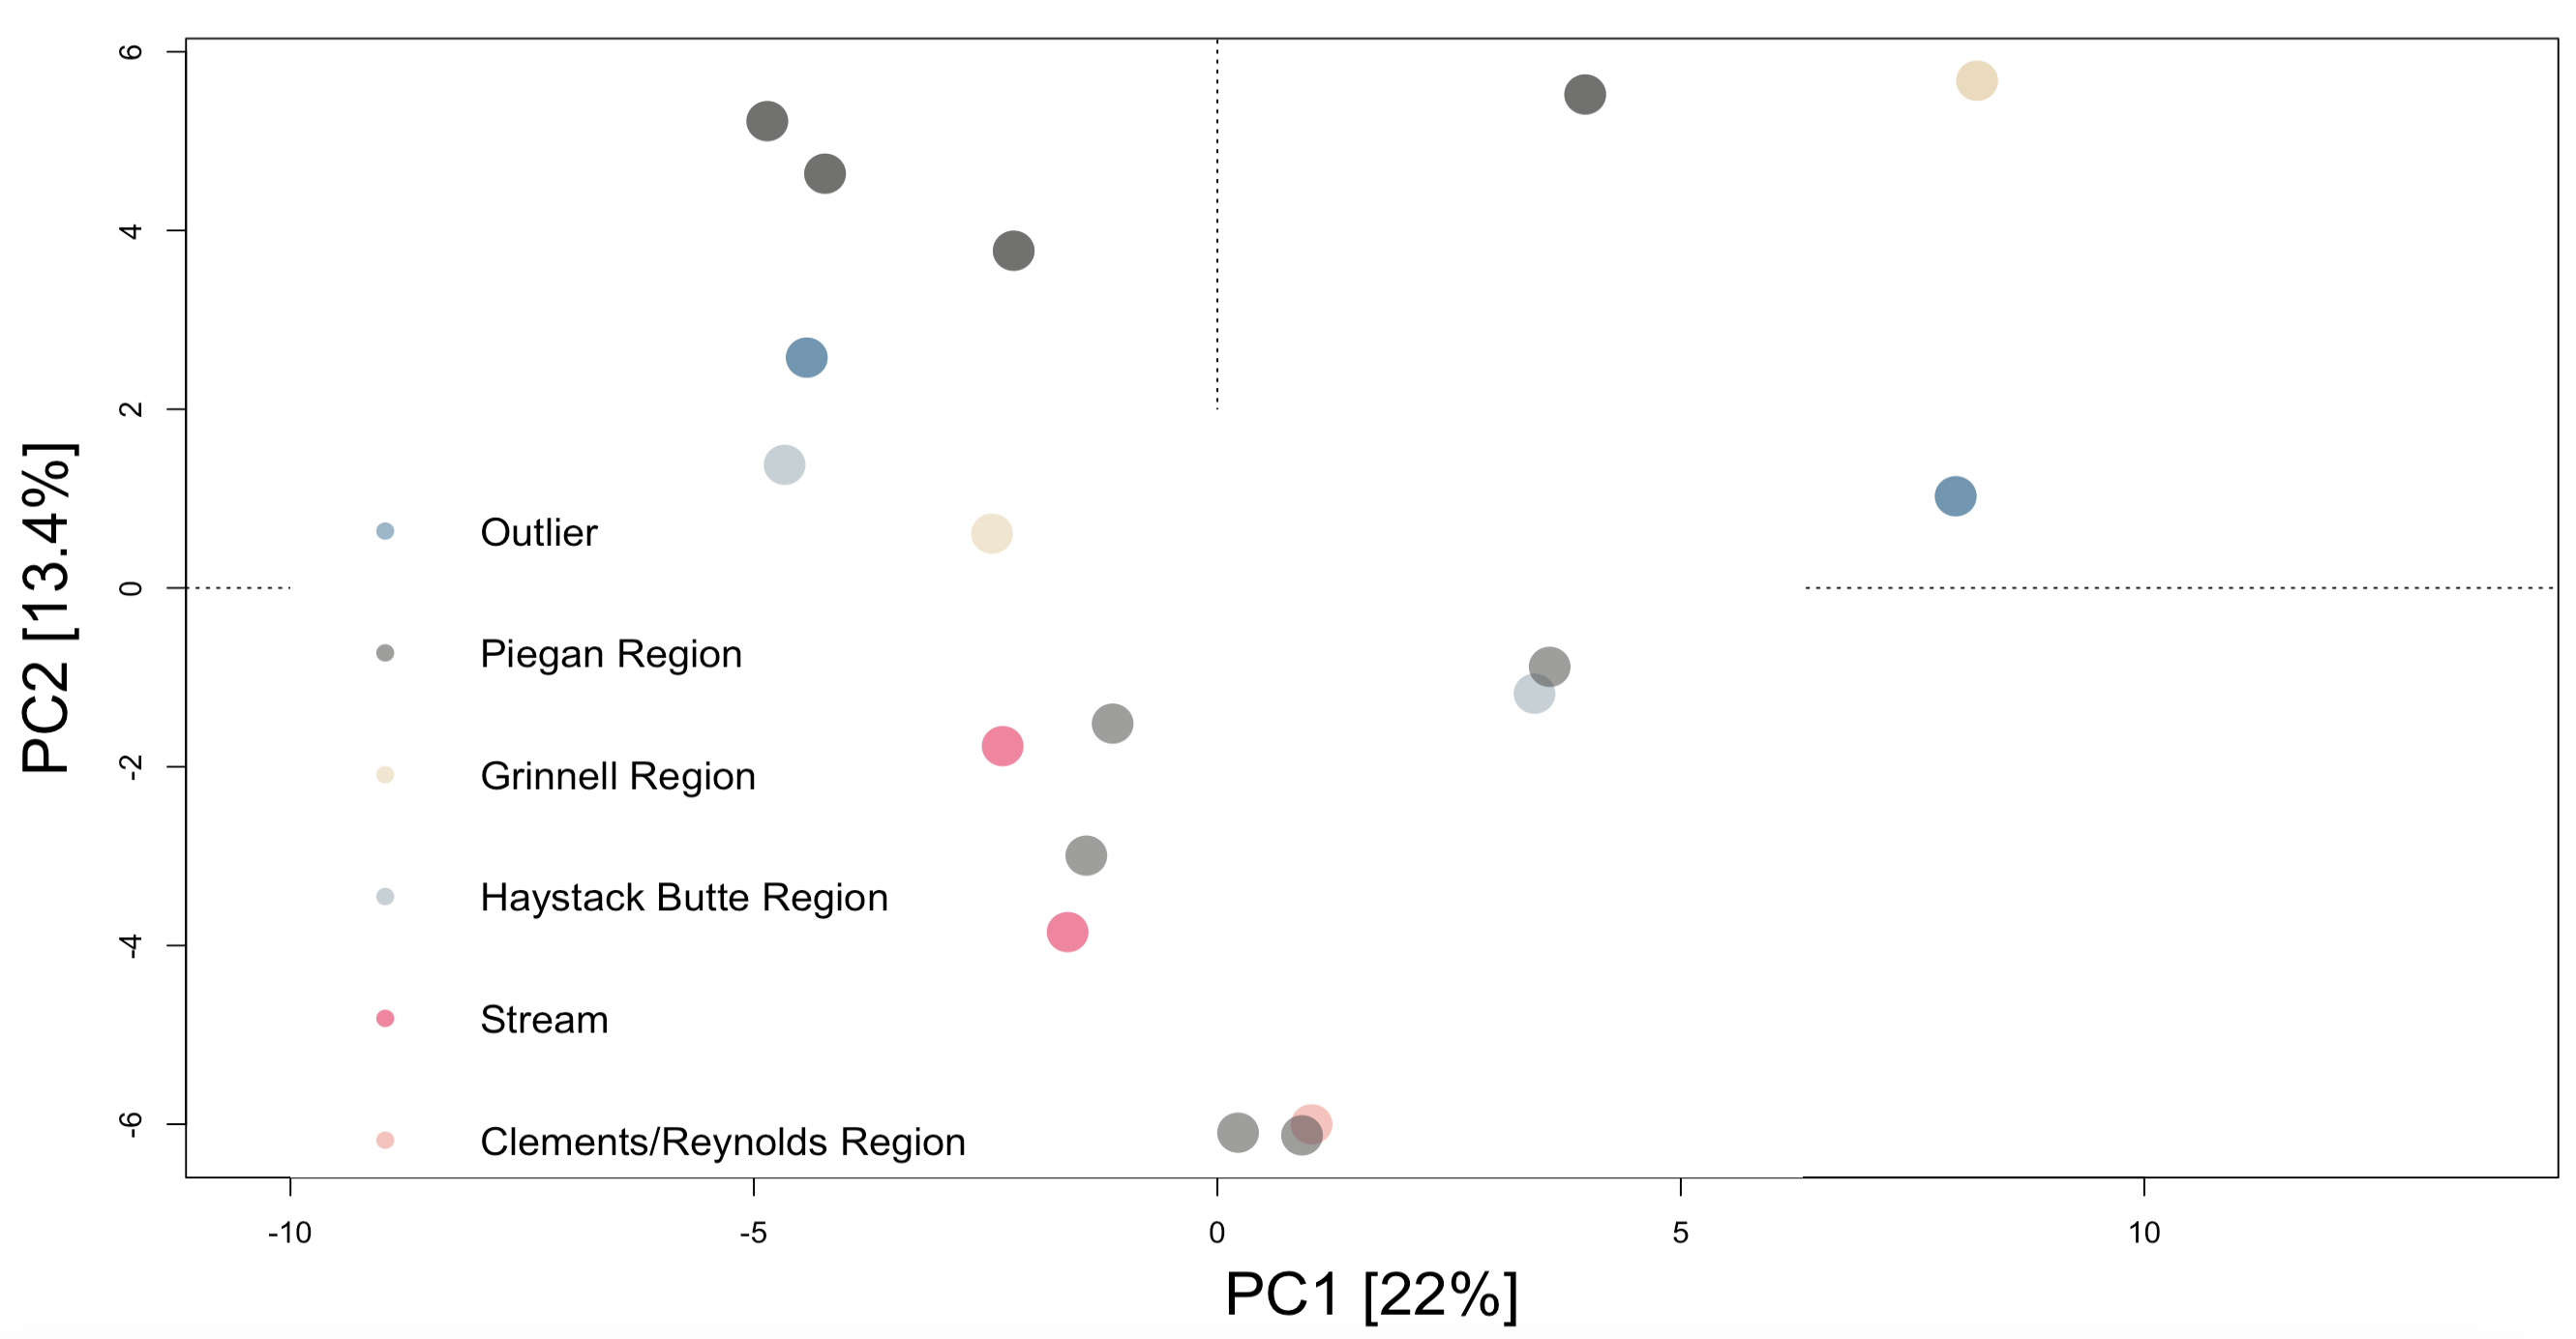 6
4
2
0
-2
-4
-6
PC2 [13.4%]
Outlier
Piegan Region
Grinnell Region
Haystack Butte Region
Stream
Clements/Reynolds Region
-10 -5 0 5 10
PC1 [22%]